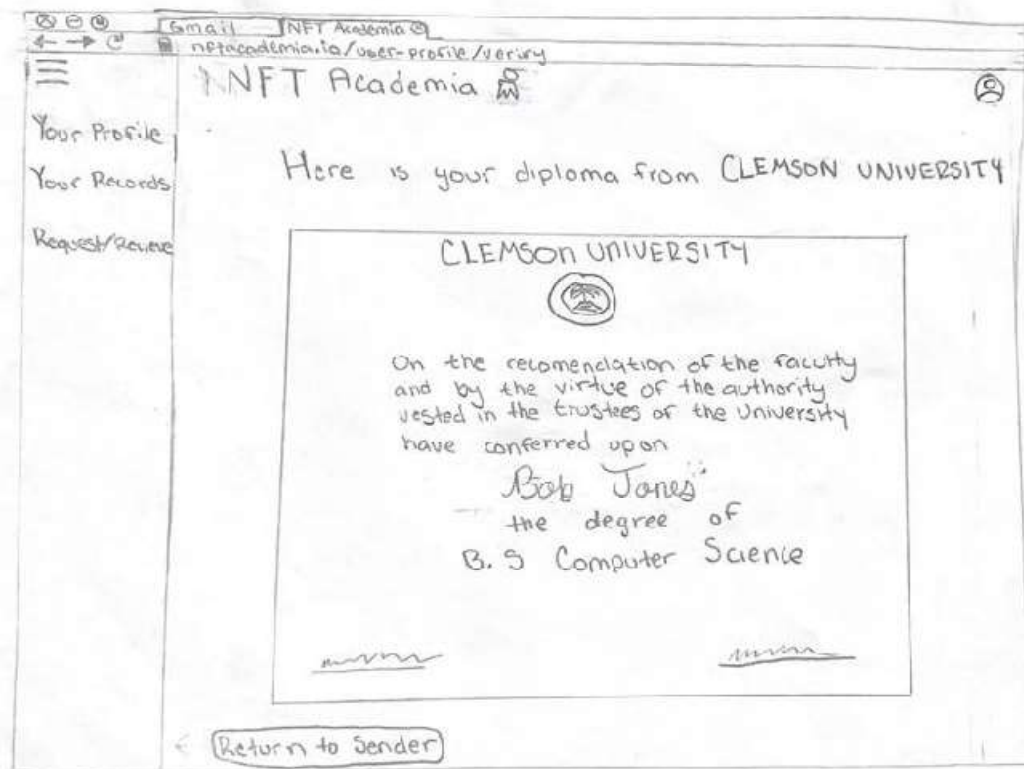 Gmail NFT Academia
nftacademia.io/user-profile/verify
NFT Academia
Your Profile
Your Records
Request/Recieve
Here is your diploma from CLEMSON UNIVERSITY
CLEMSON UNIVERSITY
On the recomendation of the faculty
and by the virtue of the authority
vested in the trustees of the University
have conferred upon
Bob Jones
the degree of
B.S Computer Science
Return to Sender